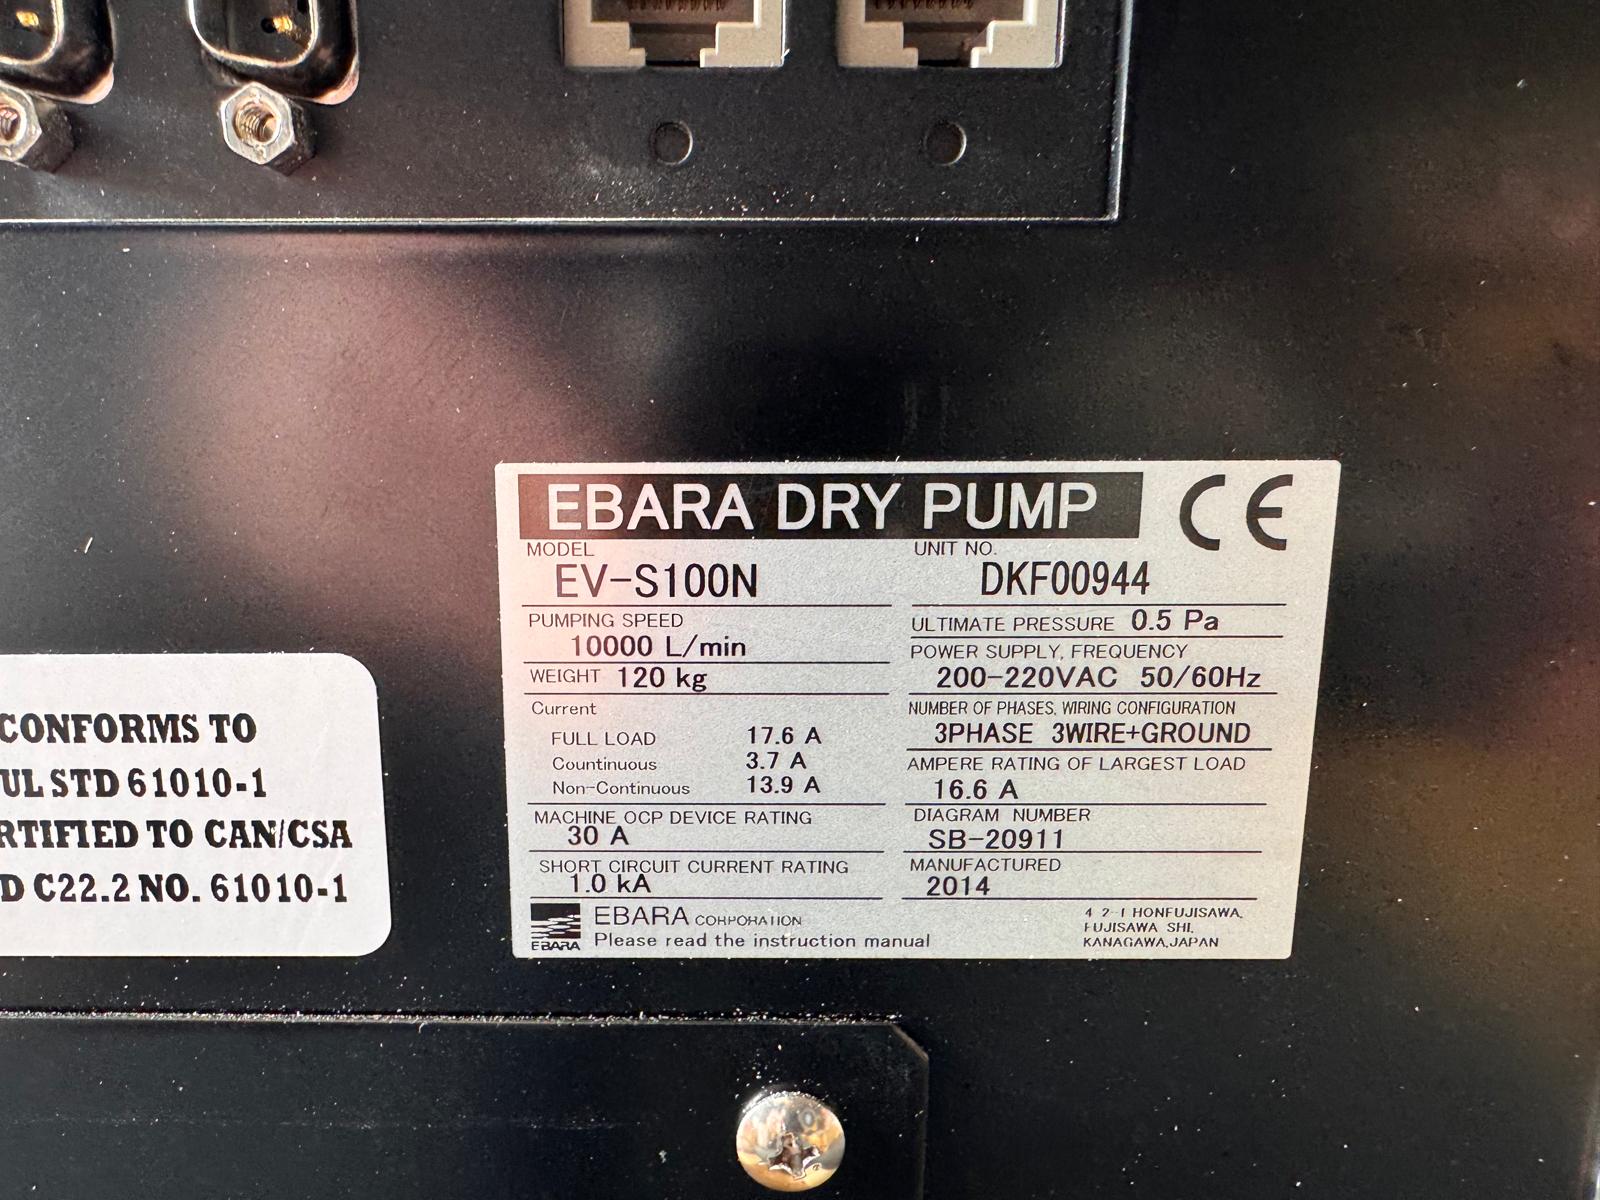 EBARA DRY PUMP CE
MODEL
EV-S100N
UNIT NO.
DKF00944
PUMPING SPEED
10000 L/min
ULTIMATE PRESSURE 0.5 Pa
WEIGHT 120 kg
POWER SUPPLY, FREQUENCY
200-220VAC 50/60Hz
Current
FULL LOAD 17.6 A
Countinuous 3.7 A
Non-Continuous 13.9 A
NUMBER OF PHASES, WIRING CONFIGURATION
3PHASE 3WIRE+GROUND
AMPERE RATING OF LARGEST LOAD
16.6 A
MACHINE OCP DEVICE RATING
30 A
DIAGRAM NUMBER
SB-20911
SHORT CIRCUIT CURRENT RATING
1.0 kA
MANUFACTURED
2014
EBARA
EBARA CORPORATION
Please read the instruction manual
4-2-1 HONFUJISAWA,
FUJISAWA SHI,
KANAGAWA,JAPAN
CONFORMS TO
UL STD 61010-1
RTIFIED TO CAN/CSA
D C22.2 NO. 61010-1